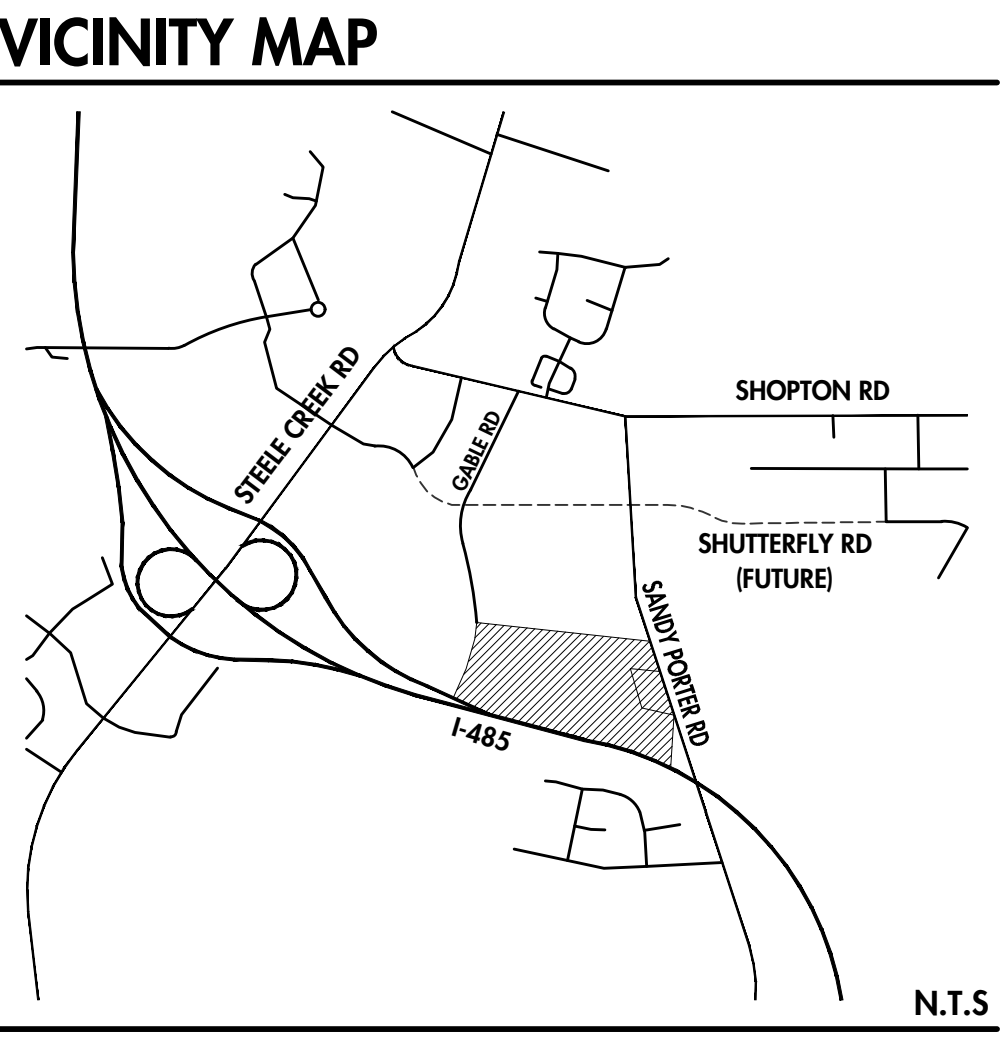 VICINITY MAP
STEELE CREEK RD
SHOPTON RD
GABLE RD
SHUTTERFLY RD
(FUTURE)
SANDY PORTER RD
I-485
N.T.S